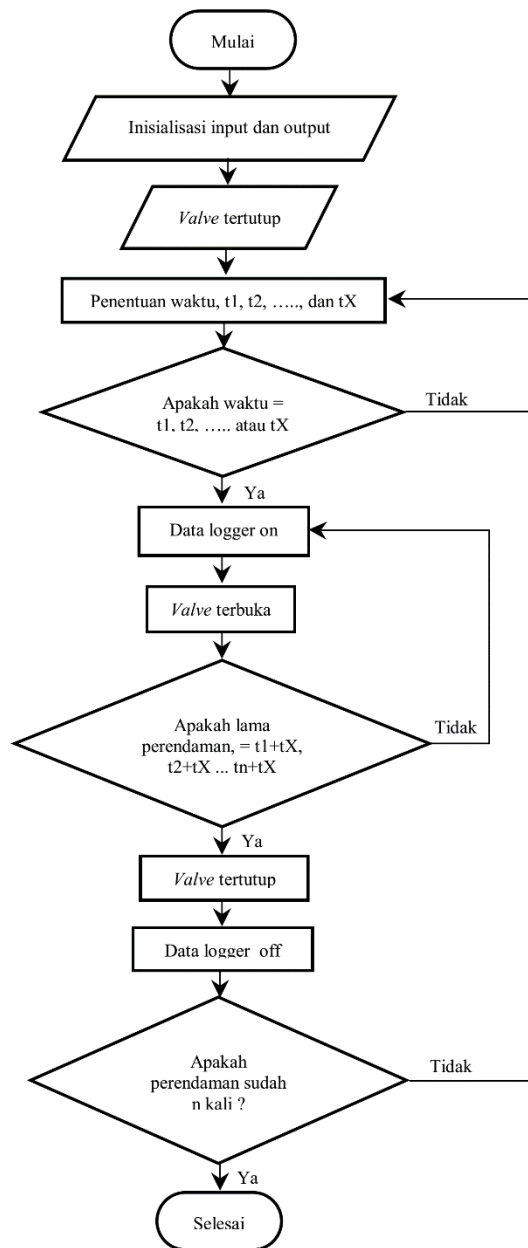 Mulai
Inisialisasi input dan output
Valve tertutup
Penentuan waktu, t1, t2, ….., dan tX
Apakah waktu =
t1, t2, ….. atau tX
Tidak
Ya
Data logger on
Valve terbuka
Apakah lama
perendaman, = t1+tX,
t2+tX ... tn+tX
Tidak
Ya
Valve tertutup
Data logger off
Apakah
perendaman sudah
n kali ?
Tidak
Ya
Selesai